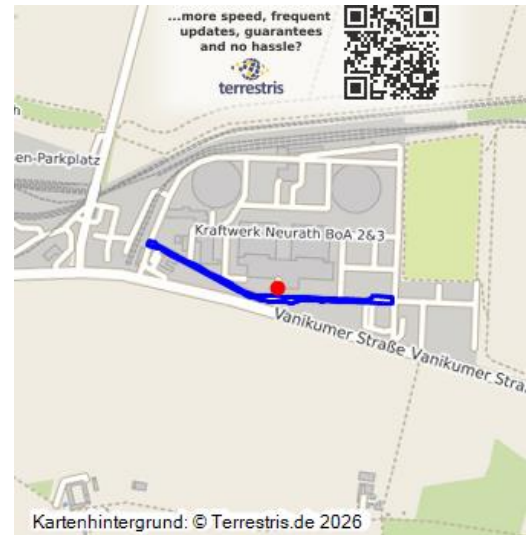 ...more speed, frequent
updates, guarantees
and no hassle?
terrestris
en-Parkplatz
Kraftwerk Neurath BoA 2&3
Vanikumer Straße Vanikumer Stra
Kartenhintergrund: © Terrestris.de 2026